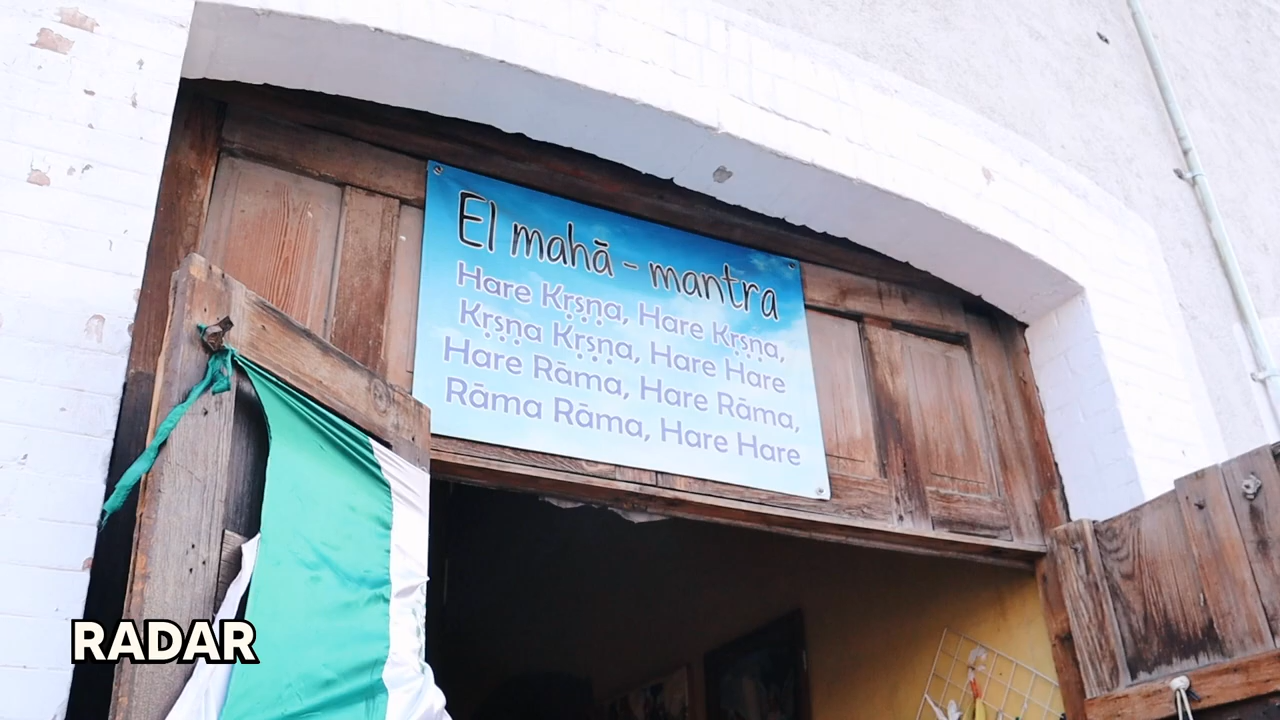 El mahā - mantra
Hare Kṛṣṇa, Hare Kṛṣṇa,
Kṛṣṇa Kṛṣṇa, Hare Hare
Hare Rāma, Hare Rāma,
Rāma Rāma, Hare Hare
RADAR